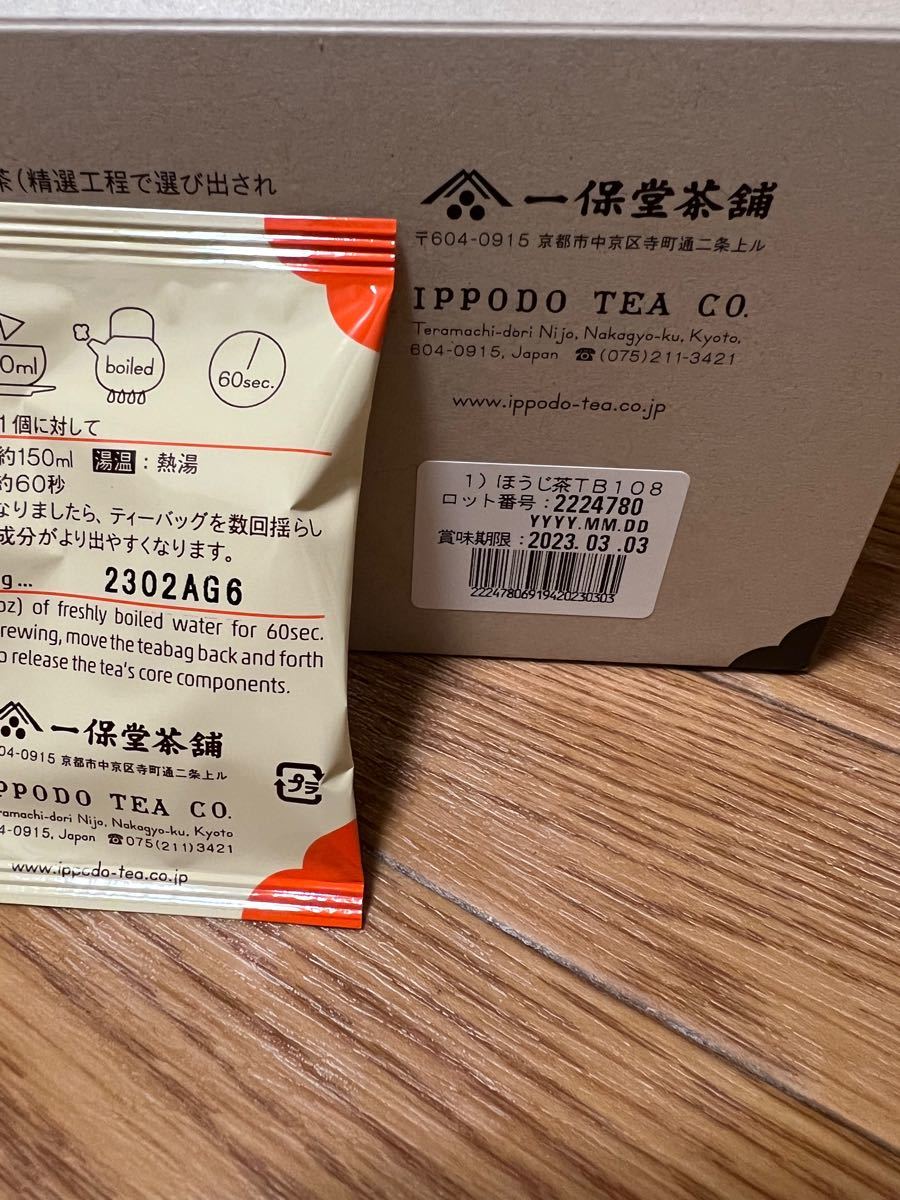 茶(精選工程で選び出され
一保堂茶舗
〒604-0915 京都市中京区寺町通二条上ル
IPPODO TEA CO.
Teramachi-dori Nijo, Nakagyo-ku, Kyoto,
604-0915, Japan ☎(075)211-3421
www.ippodo-tea.co.jp
1)ほうじ茶TB108
ロット番号:2224780
YYYY.MM.DD
賞味期限:2023.03.03
22247806919420230303
0ml
boiled
60sec.
1個に対して
約150ml 湯温:熱湯
約60秒
なりましたら、ティーバッグを数回揺らし
成分がより出やすくなります。
g... 2302AG6
oz) of freshly boiled water for 60sec.
rewing, move the teabag back and forth
o release the tea's core components.
一保堂茶舗
04-0915 京都市中京区寺町通二条上ル
プラ
PPODO TEA CO.
ramachi-dori Nijo, Nakagyo-ku, Kyoto
4-0915, Japan ☎075(211)3421
www.ippodo-tea.co.jp